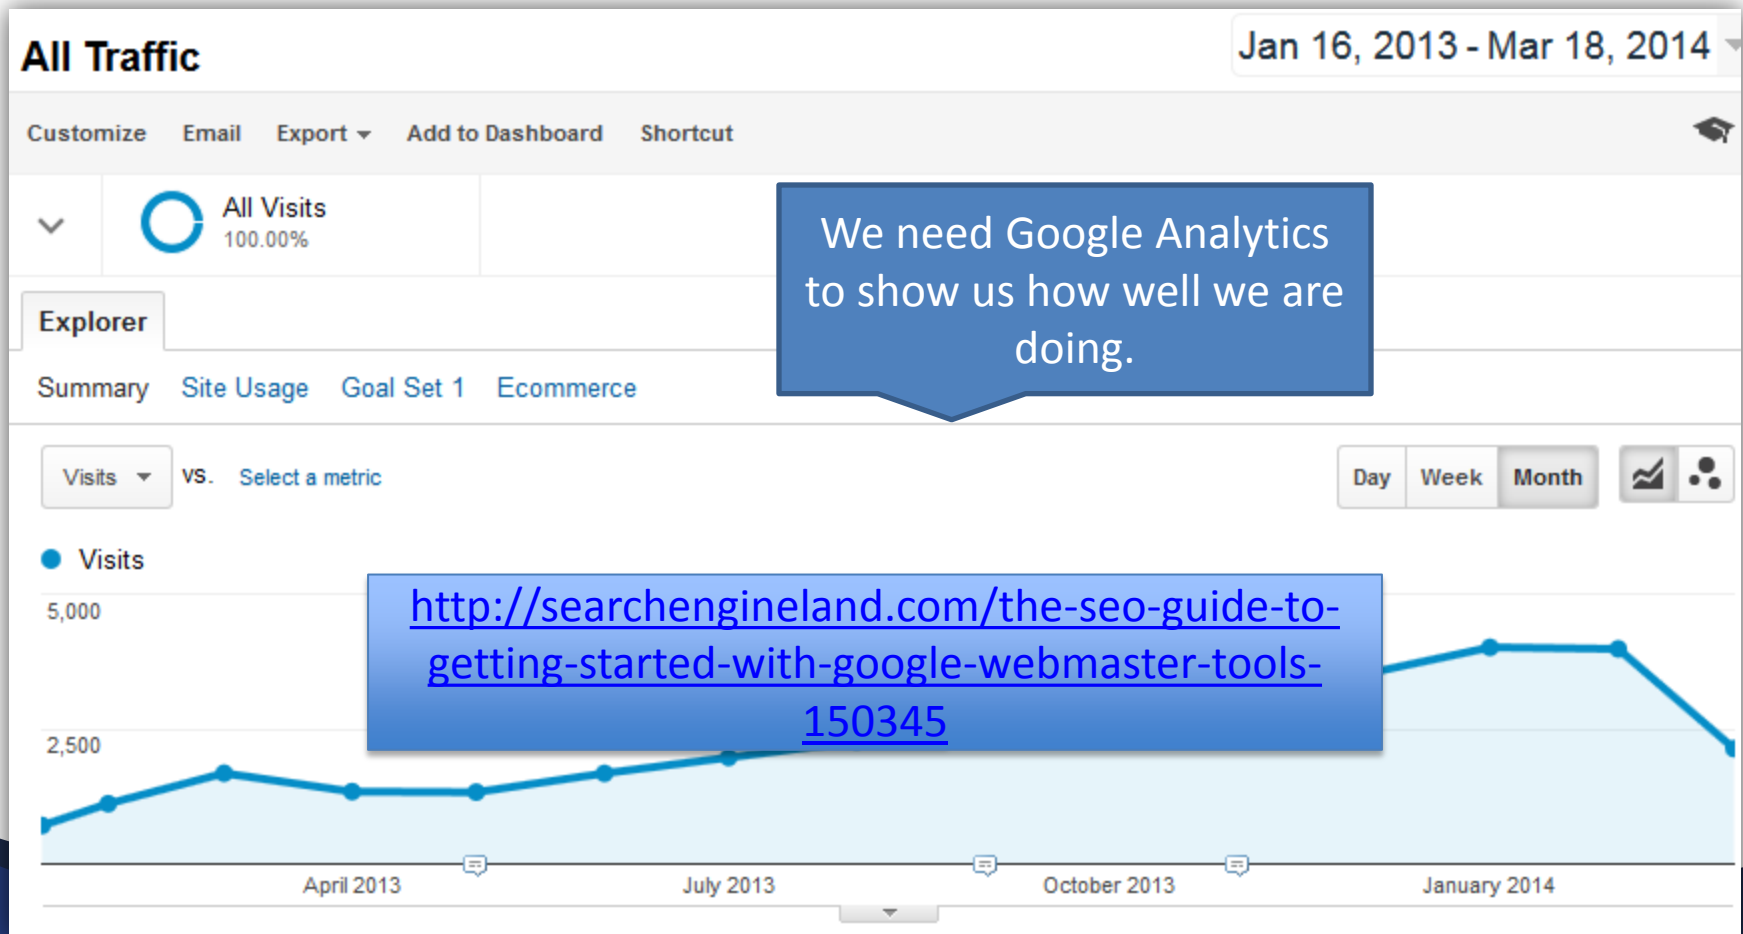 All Traffic
Jan 16, 2013 - Mar 18, 2014
Customize Email Export Add to Dashboard Shortcut
All Visits
100.00%
We need Google Analytics
to show us how well we are
doing.
Explorer
Summary Site Usage Goal Set 1 Ecommerce
Visits VS. Select a metric
Day Week Month
Visits
5,000
http://searchengineland.com/the-seo-guide-to-
getting-started-with-google-webmaster-tools-
150345
2,500
April 2013 July 2013 October 2013 January 2014